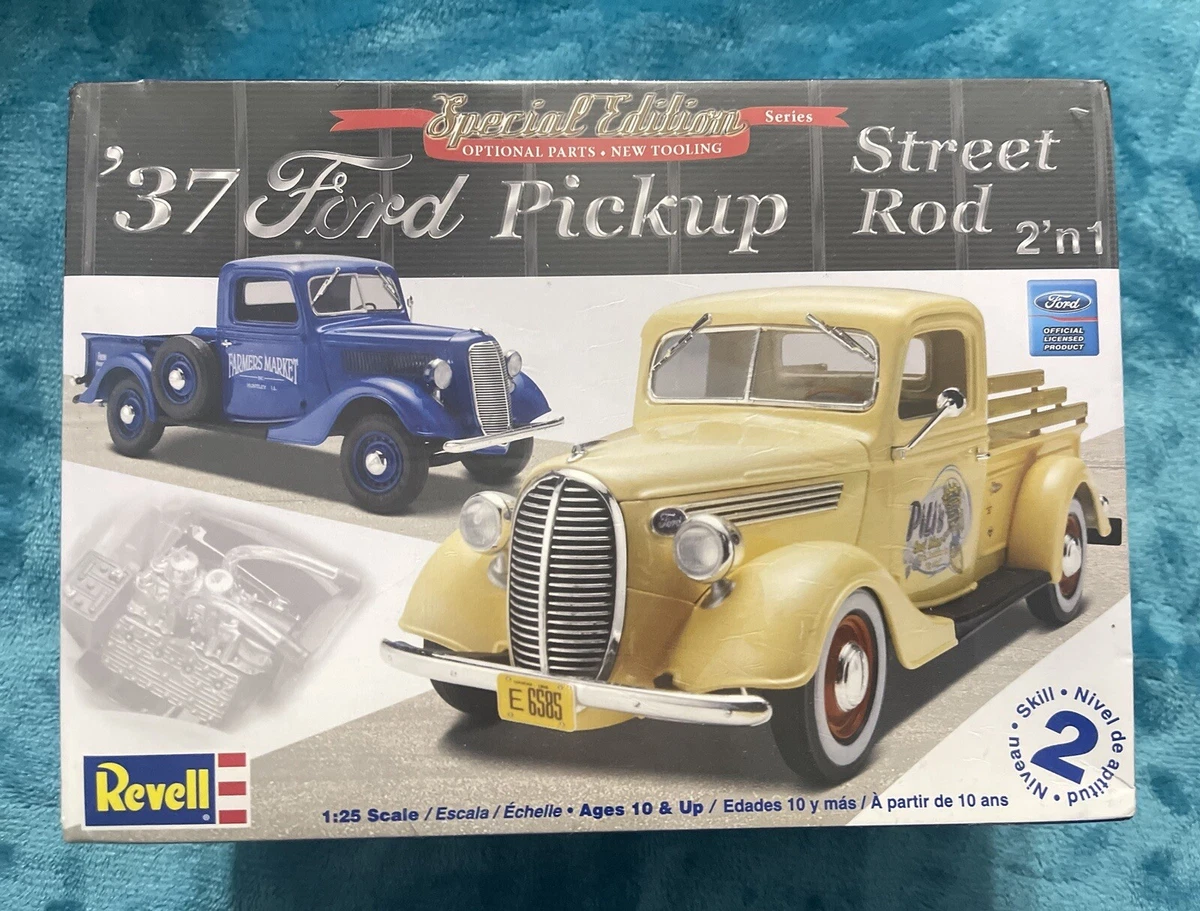 Special Edition Series
OPTIONAL PARTS • NEW TOOLING
'37 Ford Pickup
Street
Rod
2'n1
Ford
OFFICIAL
LICENSED
PRODUCT
FARMERS MARKET
Ford
E 6S85
Skill • Nivel de aptitud • Niveau •
2
Revell
1:25 Scale / Escala / Échelle • Ages 10 & Up / Edades 10 y más / À partir de 10 ans